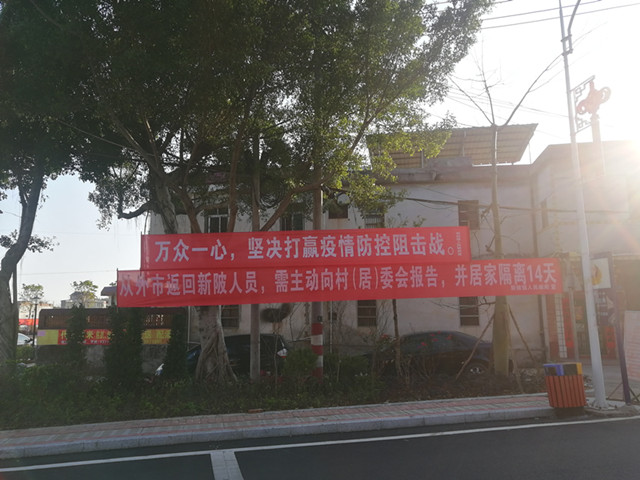 万众一心，坚决打赢疫情防控阻击战。
从外市返回新陂人员，需主动向村(居)委会报告，并居家隔离14天